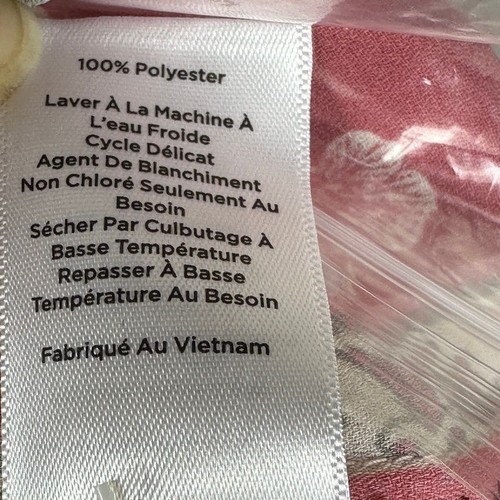 100% Polyester
Laver À La Machine À
L'eau Froide
Cycle Délicat
Agent De Blanchiment
Non Chloré Seulement Au
Besoin
Sécher Par Culbutage À
Basse Température
Repasser À Basse
Température Au Besoin
Fabriqué Au Vietnam